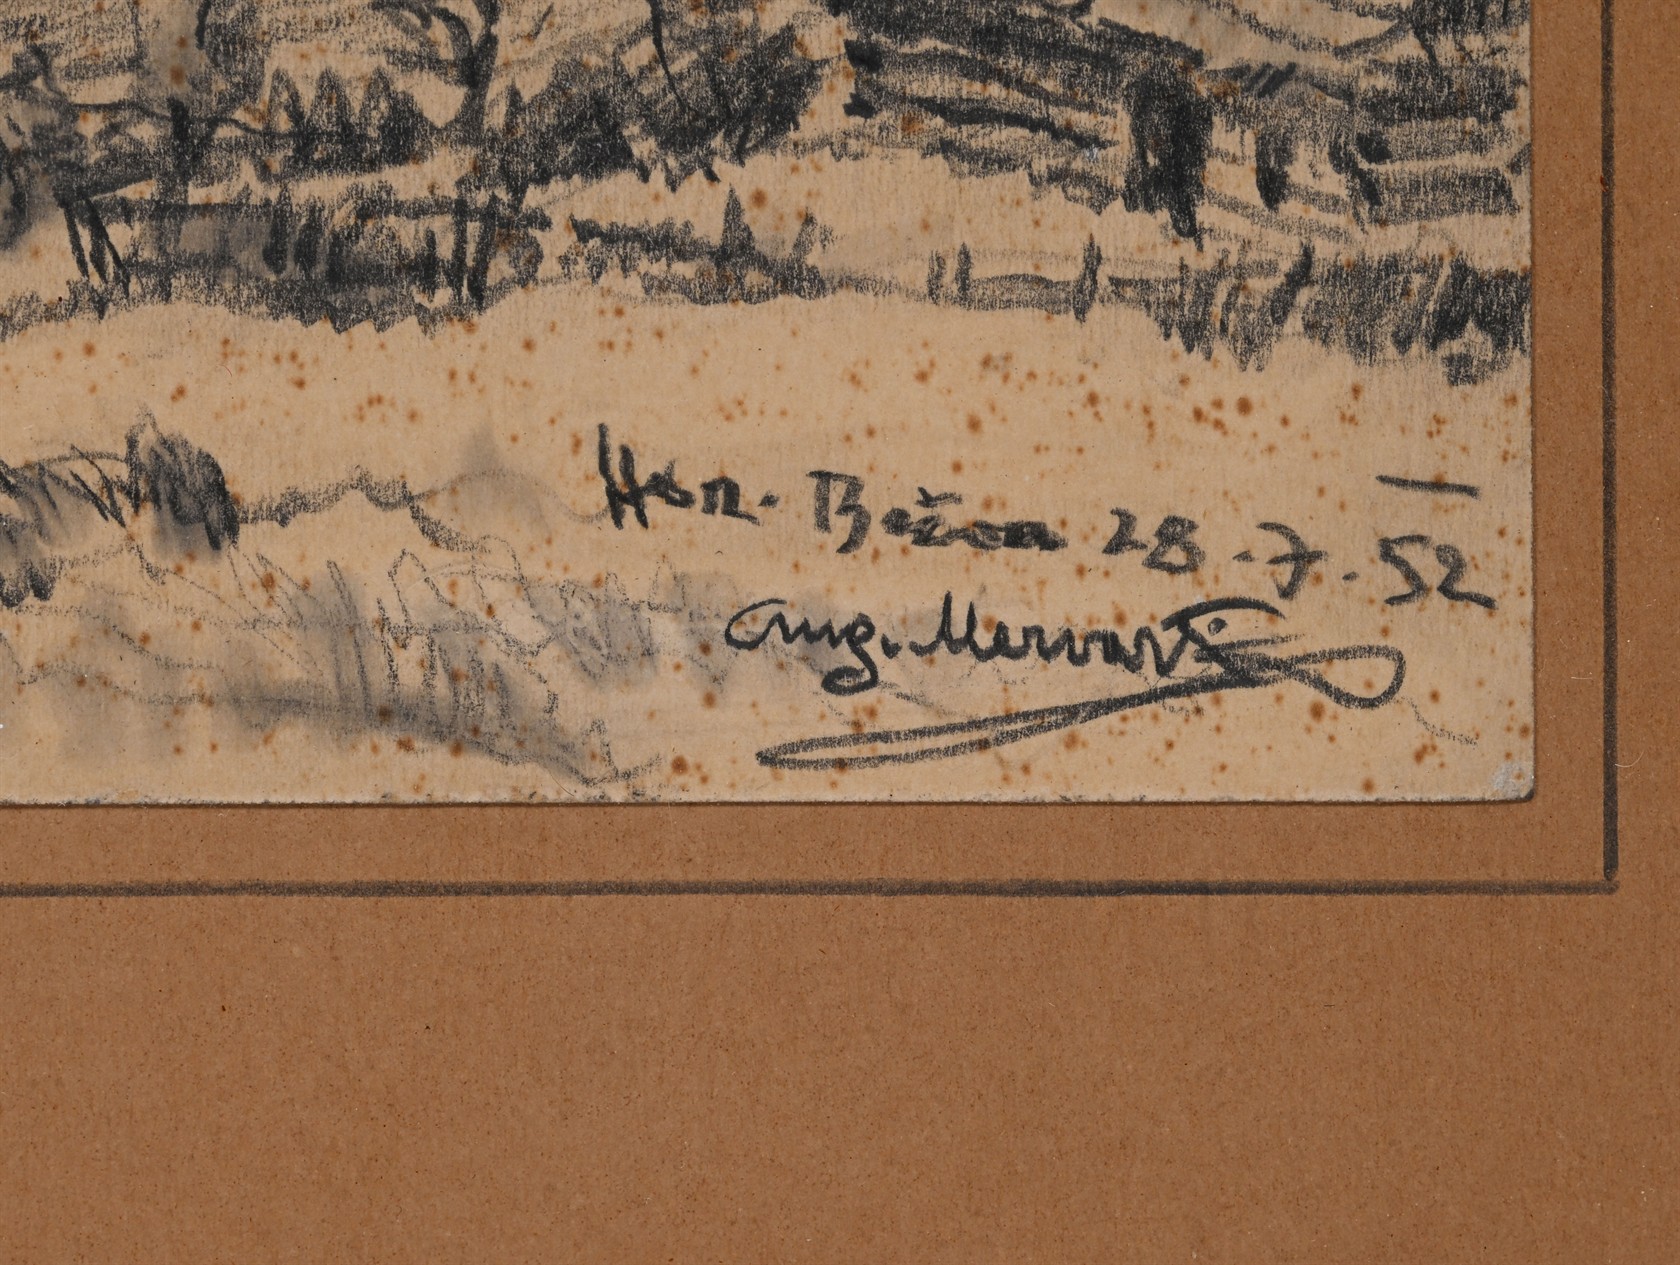 Hor. Bečva 28.7.52
Aug. Mervart